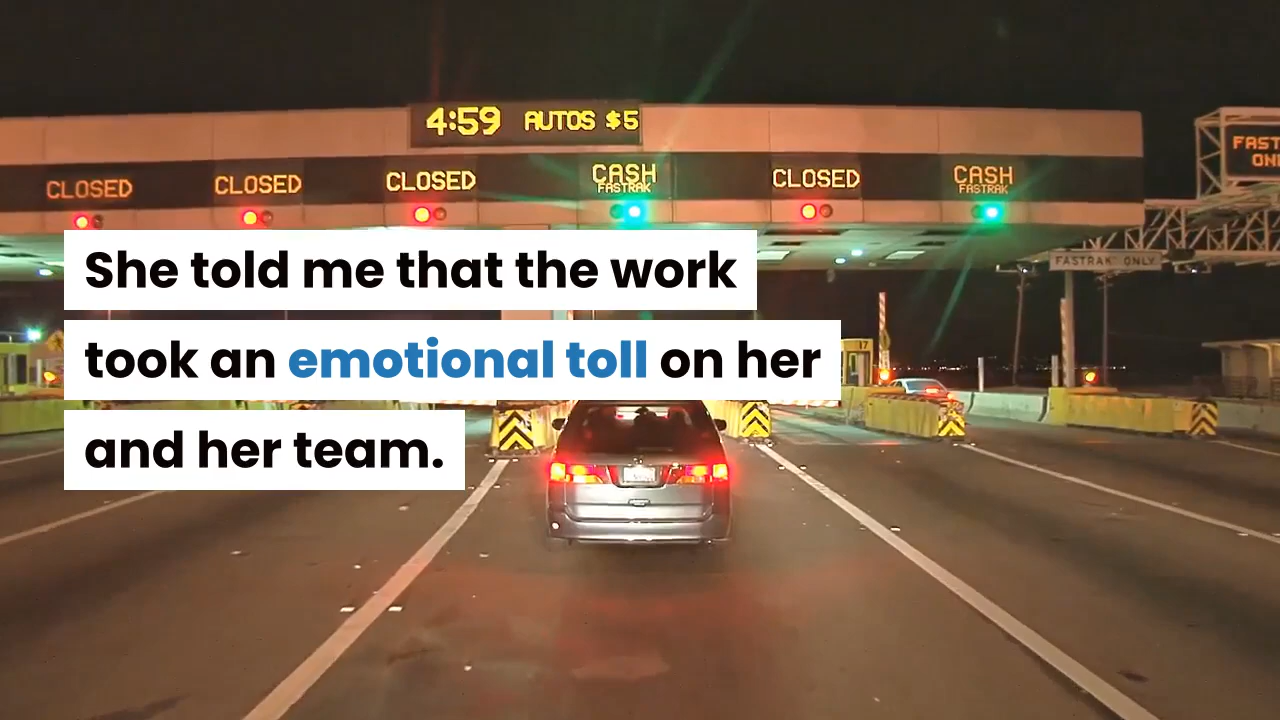 4:59 AUTOS $5
CLOSED
CLOSED
CLOSED
CASH
FASTRAK
CLOSED
CASH
FASTRAK
FASTRAK ONLY
She told me that the work
took an emotional toll on her
and her team.
17